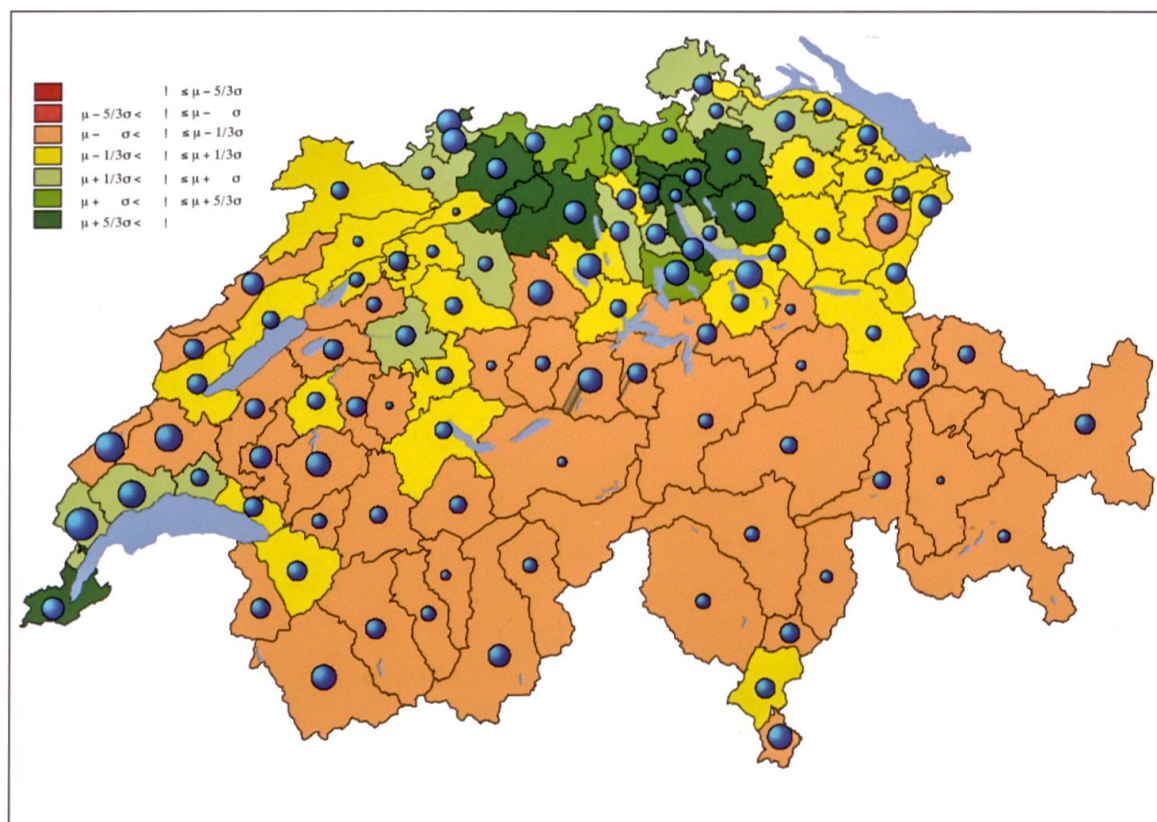 ! ≤ μ – 5/3σ
μ – 5/3σ < ! ≤ μ – σ
μ – σ < ! ≤ μ – 1/3σ
μ – 1/3σ < ! ≤ μ + 1/3σ
μ + 1/3σ < ! ≤ μ + σ
μ + σ < ! ≤ μ + 5/3σ
μ + 5/3σ < !